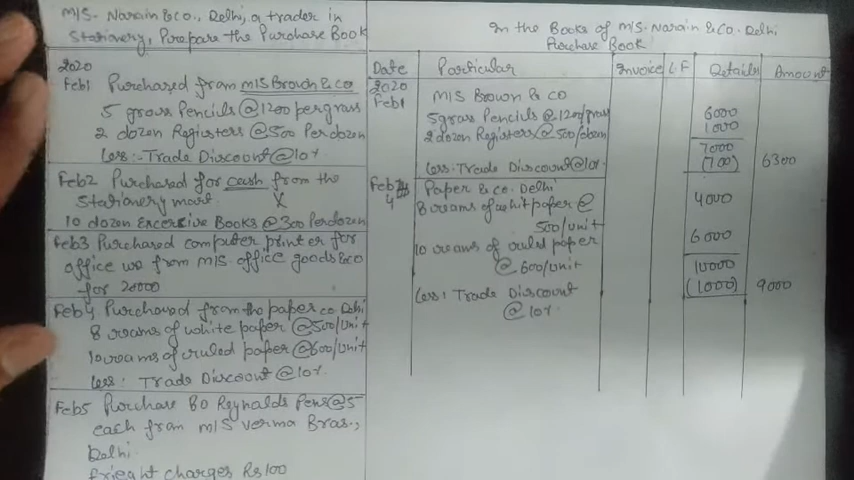 M/S- Narain & co., Delhi, a trader in
Stationery, Prepare the Purchase Book
2020
Feb1 Purchased from M/S Brown & co
5 gross Pencils @ 1200 per gross
2 dozen Registers @ 500 Per dozen
Less:- Trade Discount @ 10%
Feb2 Purchased for cash from the
Stationery mart X
10 dozen Excersive Books @ 300 Per dozen
Feb3 Purchased computer printer for
office use from M/S office goods & co
for 20000
Feb4 Purchased from the paper co. Delhi
8 reams of white paper @ 500/unit
10 reams of ruled paper @ 600/unit
less: Trade Discount @ 10%
Feb5 Purchase 80 Reynalds Pens @ 5
each from M/S Verma Bros.,
Delhi
frieght charges Rs 100
In the Books of M/S. Narain & Co. Delhi
Purchase Book
Date Particular Invoice L.F Details Amount
2020
Feb1 M/S Brown & CO
5 gross Pencils @ 1200/gross 6000
2 dozen Registers @ 500/dozen 1000
7000
Less. Trade Discount @ 10% (700) 6300
Feb Paper & co. Delhi
4 8 reams of whit paper @ 4000
500/unit
10 reams of ruled paper 6000
@ 600/unit 10000
Less: Trade Discount (1000) 9000
@ 10%